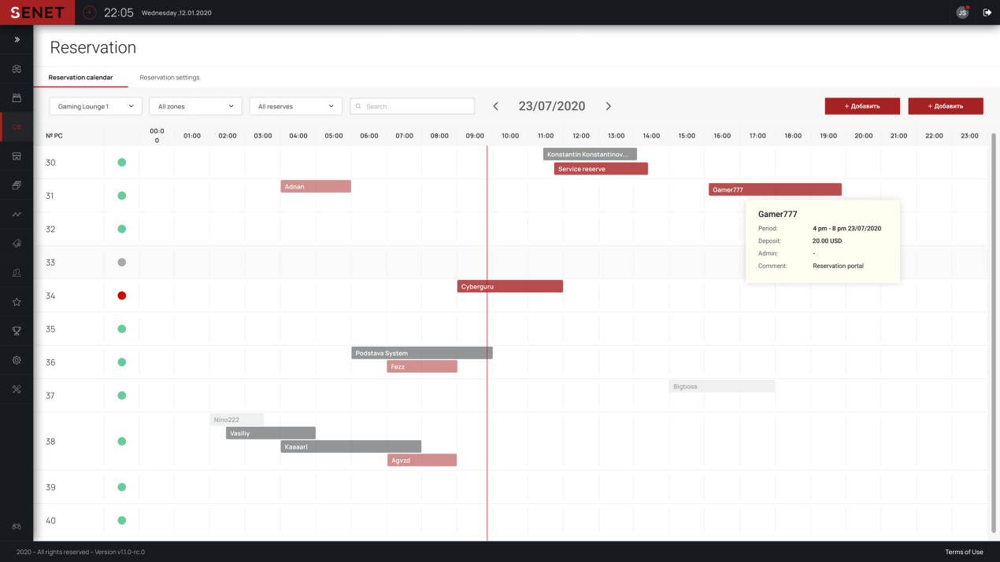 SENET
22:05 Wednesday ,12.01.2020
JS
Reservation
Reservation calendar Reservation settings
Gaming Lounge 1 All zones All reserves Search 23/07/2020 + Добавить + Добавить
№ PC 00:0
0 01:00 02:00 03:00 04:00 05:00 06:00 07:00 08:00 09:00 10:00 11:00 12:00 13:00 14:00 15:00 16:00 17:00 18:00 19:00 20:00 21:00 22:00 23:00
30
Konstantin Konstantinov...
Service reserve
31
Adnan
Gamer777
Gamer777
Period: 4 pm - 8 pm 23/07/2020
Deposit: 20.00 USD
Admin: -
Comment: Reservation portal
32
33
34
Cyberguru
35
36
Podstava System
Fezz
37
Bigboss
38
Nino222
Vasiliy
Kaaaarl
Agvzd
39
40
2020 – All rights reserved – Version v1.1.0-rc.0
Terms of Use